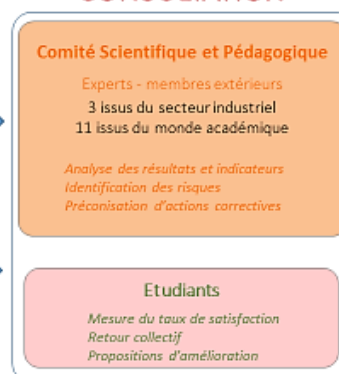 Comité Scientifique et Pédagogique
Experts - membres extérieurs
3 issus du secteur industriel
11 issus du monde académique
Analyse des résultats et indicateurs
Identification des risques
Préconisation d'actions correctives
Etudiants
Mesure du taux de satisfaction
Retour collectif
Propositions d'amélioration